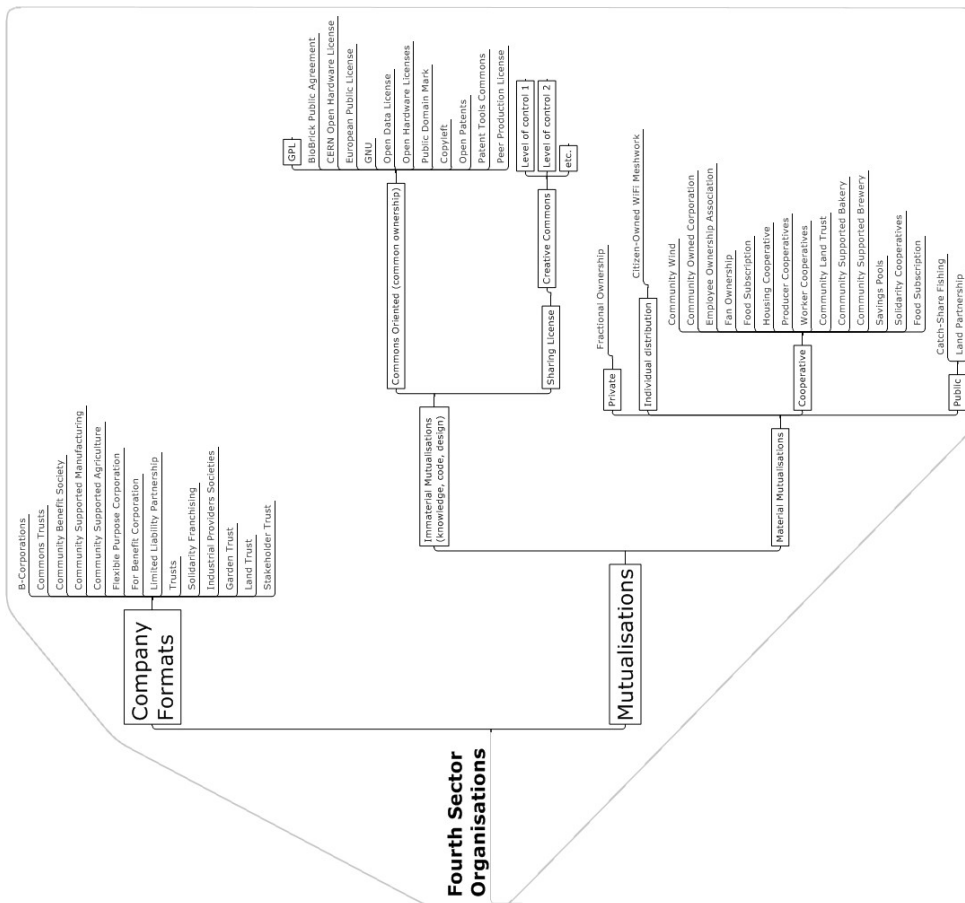 Fourth Sector
Organisations
Company
Formats
B-Corporations
Commons Trusts
Community Benefit Society
Community Supported Manufacturing
Community Supported Agriculture
Flexible Purpose Corporation
For Benefit Corporation
Limited Liability Partnership
Trusts
Solidarity Franchising
Industrial Providers Societies
Garden Trust
Land Trust
Stakeholder Trust
Mutualisations
Immaterial Mutualisations
(knowledge, code, design)
Commons Oriented (common ownership)
GPL
BioBrick Public Agreement
CERN Open Hardware License
European Public License
GNU
Open Data License
Open Hardware Licenses
Public Domain Mark
Copyleft
Open Patents
Patent Tools Commons
Peer Production License
Sharing License
Creative Commons
Level of control 1
Level of control 2
etc.
Material Mutualisations
Private
Fractional Ownership
Individual distribution
Citizen-Owned WiFi Meshwork
Cooperative
Community Wind
Community Owned Corporation
Employee Ownership Association
Fan Ownership
Food Subscription
Housing Cooperative
Producer Cooperatives
Worker Cooperatives
Community Land Trust
Community Supported Bakery
Community Supported Brewery
Savings Pools
Solidarity Cooperatives
Food Subscription
Public
Catch-Share Fishing
Land Partnership